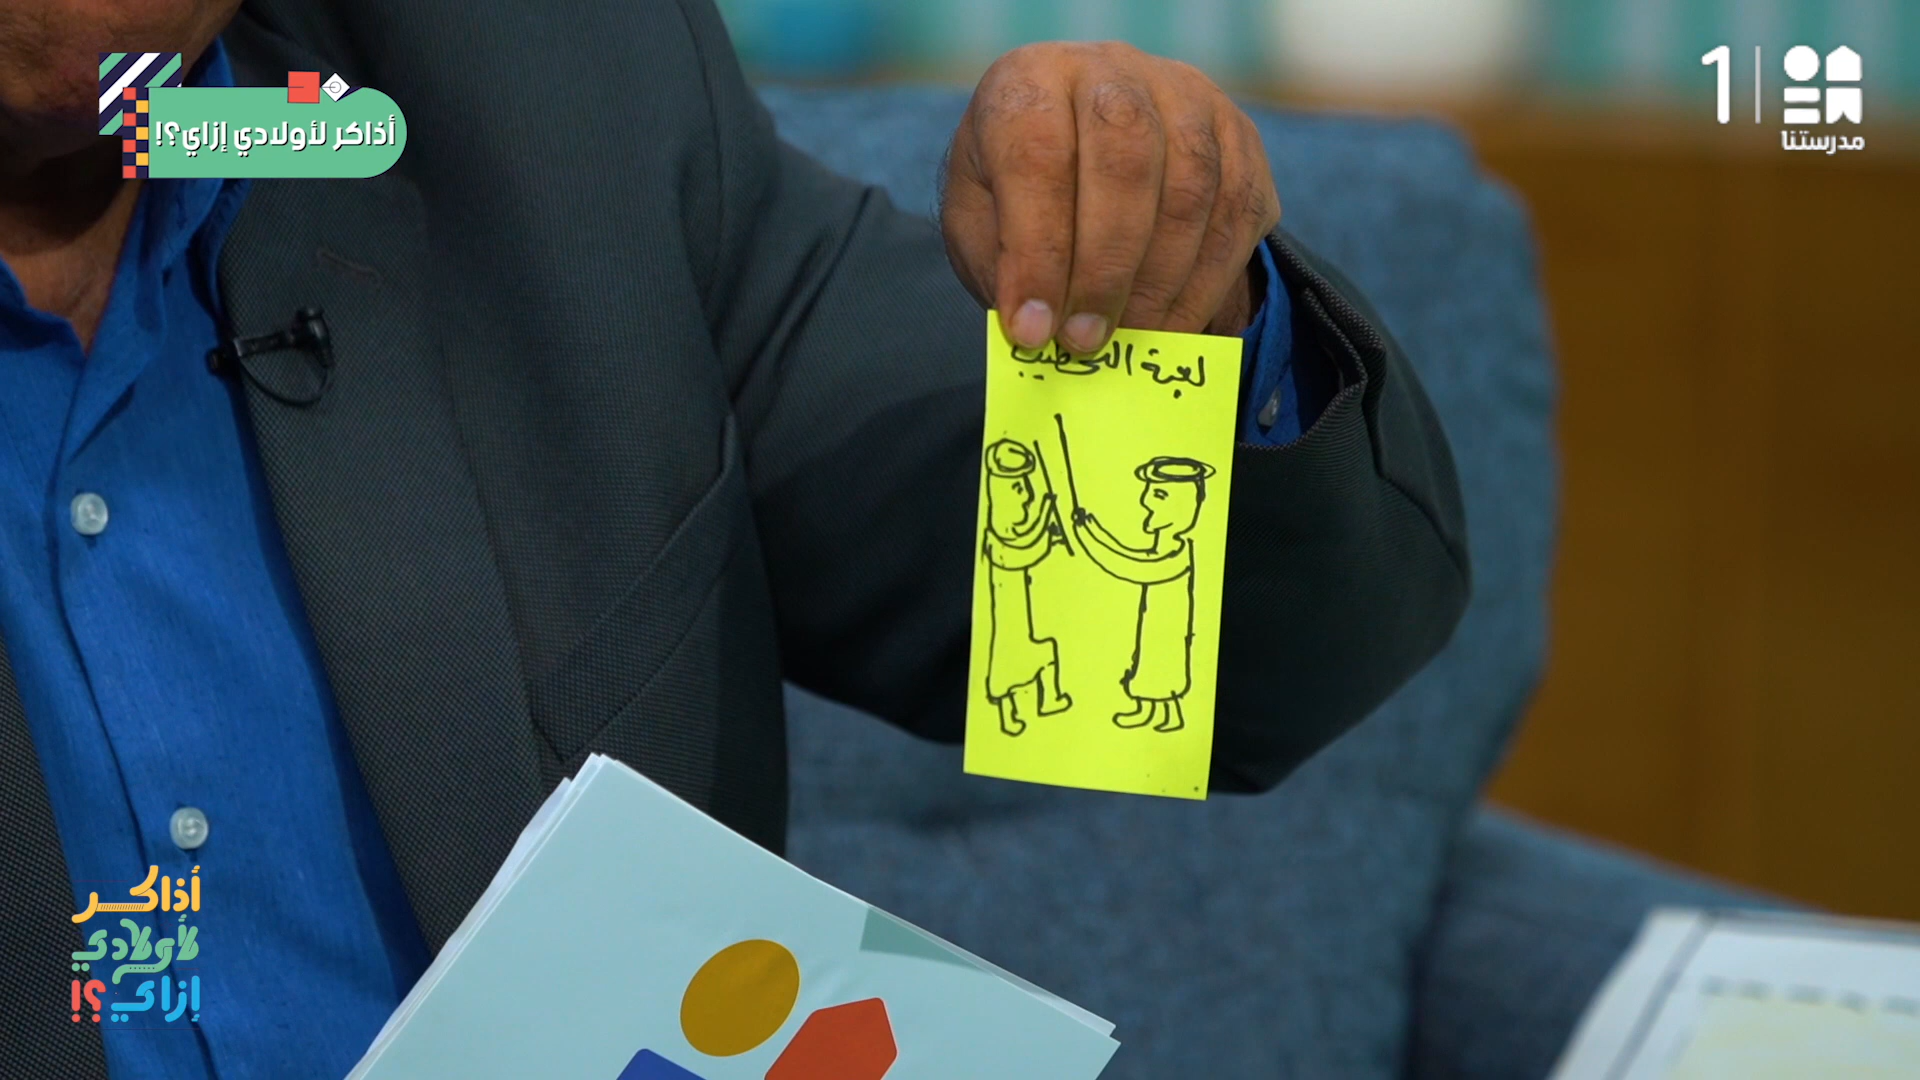 أذاكر لأولادي إزاي؟!
1
مدرستنا
لعبة التحطيب
أذاكر
لأولادي
إزاي؟!